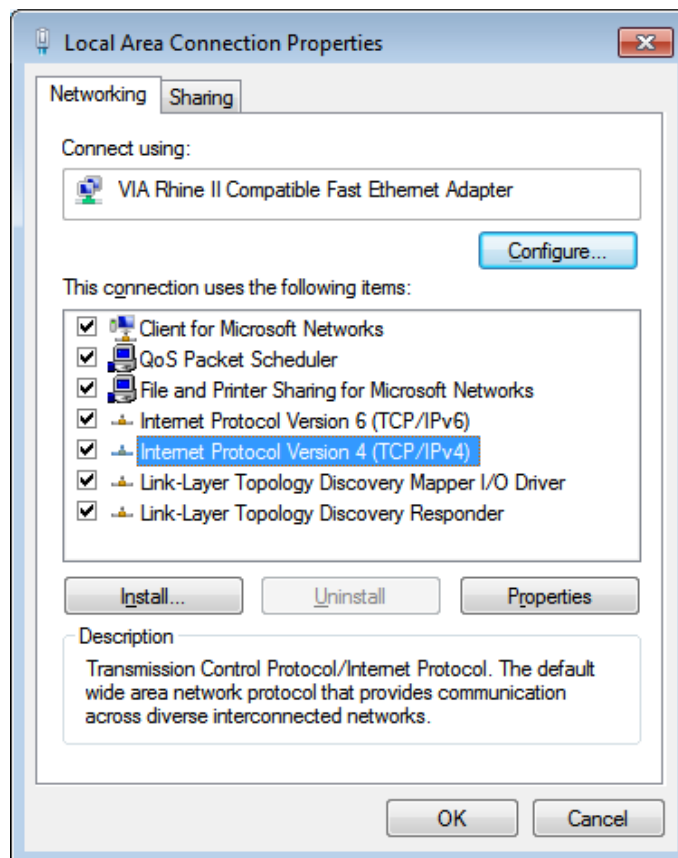 Local Area Connection Properties
Networking
Sharing
Connect using:
VIA Rhine II Compatible Fast Ethernet Adapter
Configure...
This connection uses the following items:
Client for Microsoft Networks
QoS Packet Scheduler
File and Printer Sharing for Microsoft Networks
Internet Protocol Version 6 (TCP/IPv6)
Internet Protocol Version 4 (TCP/IPv4)
Link-Layer Topology Discovery Mapper I/O Driver
Link-Layer Topology Discovery Responder
Install...
Uninstall
Properties
Description
Transmission Control Protocol/Internet Protocol. The default
wide area network protocol that provides communication
across diverse interconnected networks.
OK
Cancel